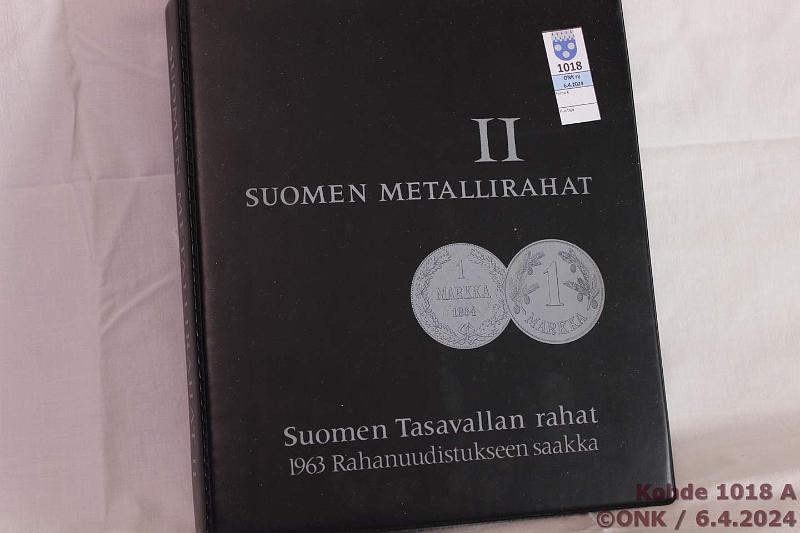 1018
ONK ry
6.4.2024
II
SUOMEN METALLIRAHAT
1
MARKKA
1864
1
MARKKA
Suomen Tasavallan rahat
1963 Rahanuudistukseen saakka
Kohde 1018 A
©ONK / 6.4.2024